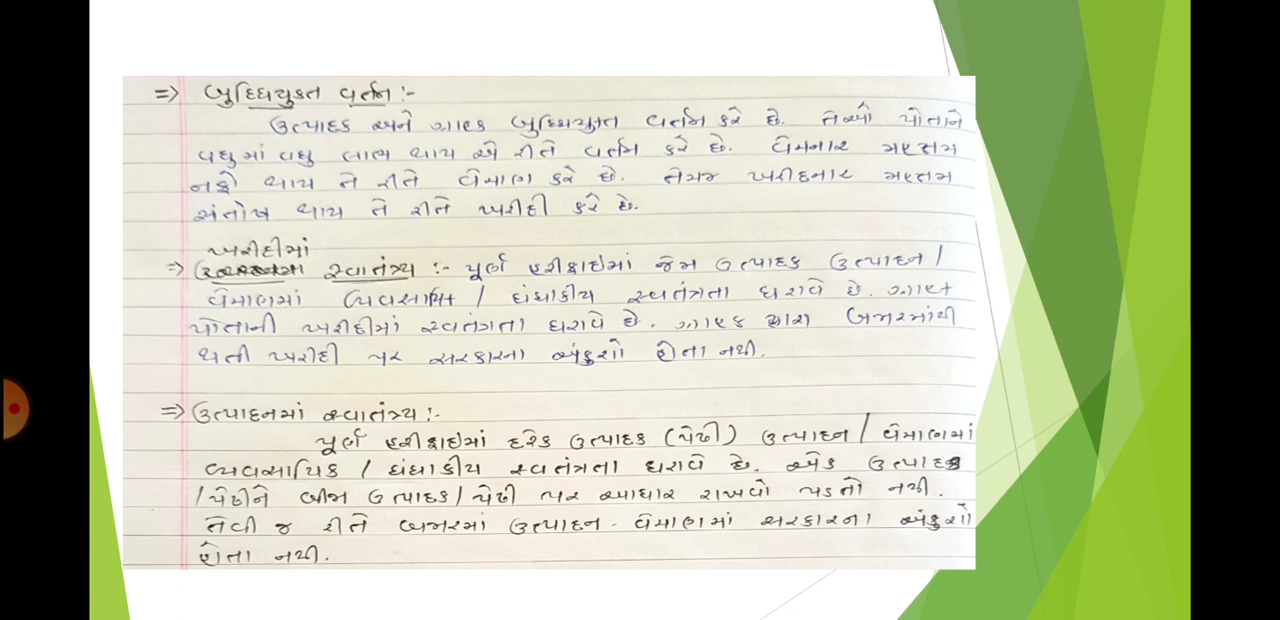 => બુધ્ધિયુકત વર્તન :-
ઉત્પાદક અને ગ્રાહક બુધ્ધિયુક્ત વર્તન કરે છે. તેઓ પોતાને
વધુમાં વધુ લાભ થાય એ રીતે વર્તન કરે છે. વેચનાર મહત્તમ
નફો થાય તે રીતે વેચાણ કરે છે. તેમજ ખરીદનાર મહત્તમ
સંતોષ થાય તે રીતે ખરીદી કરે છે.
ખરીદીમાં
=> સ્વાતંત્ર્ય :- પૂર્ણ હરીફાઇમાં જેમ ઉત્પાદક ઉત્પાદન /
વેચાણમાં વ્યવસાયિક / ધંધાકીય સ્વતંત્રતા ધરાવે છે. ગ્રાહક
પોતાની ખરીદીમાં સ્વતંત્રતા ધરાવે છે. ગ્રાહક દ્વારા બજારમાંથી
થતી ખરીદી પર સરકારના અંકુશો હોતા નથી.
=> ઉત્પાદનમાં સ્વાતંત્ર્ય :-
પૂર્ણ હરીફાઇમાં દરેક ઉત્પાદક (પેઢી) ઉત્પાદન / વેચાણમાં
વ્યવસાયિક / ધંધાકીય સ્વતંત્રતા ધરાવે છે. એક ઉત્પાદક
/પેઢીને બીજા ઉત્પાદક/પેઢી પર આધાર રાખવો પડતો નથી.
તેવી જ રીતે બજારમાં ઉત્પાદન - વેચાણમાં સરકારના અંકુશો
હોતા નથી.